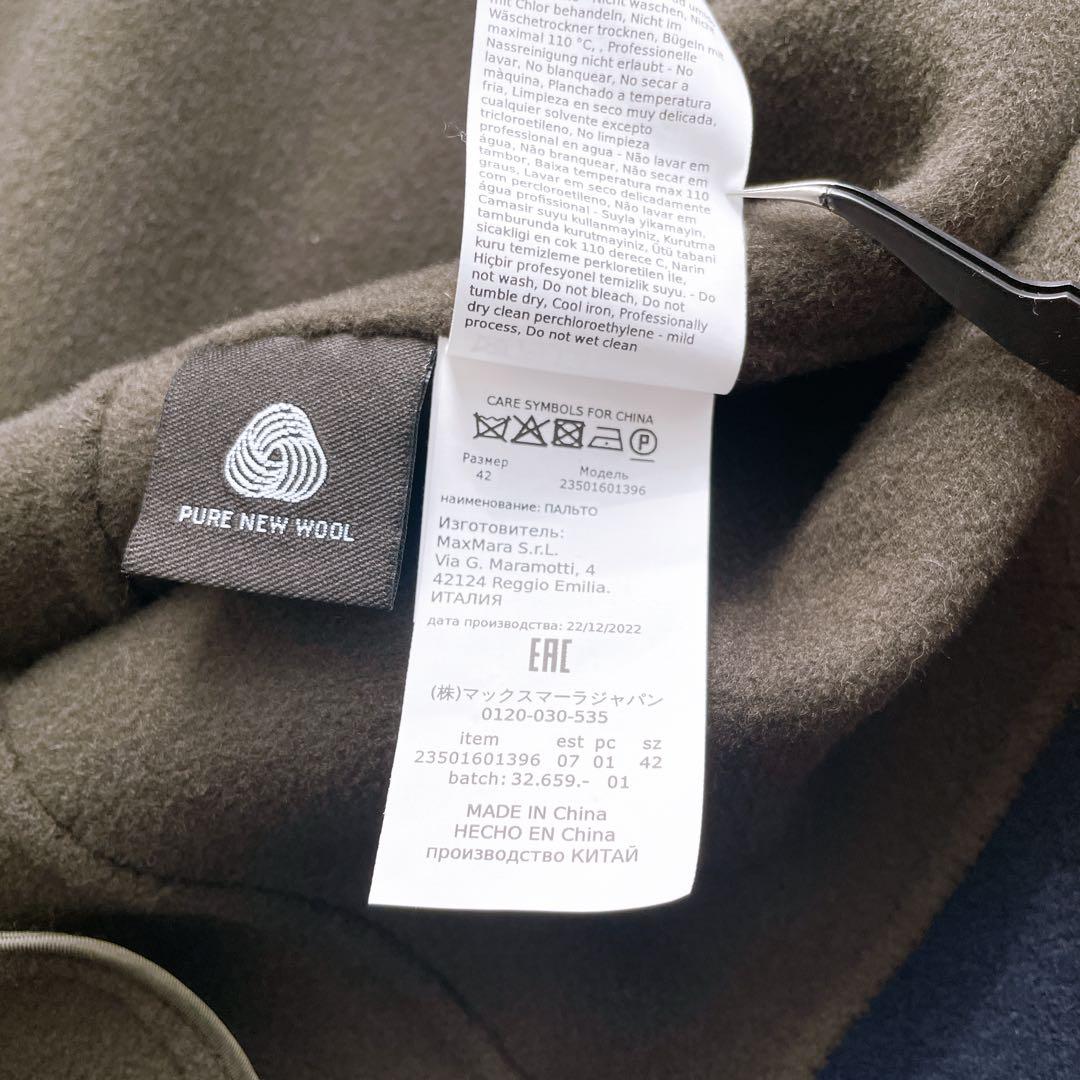 Nicht waschen, Nicht
mit Chlor behandeln, Nicht im
Wäschetrockner trocknen, Bügeln mit
maximal 110 °C, , Professionelle
Nassreinigung nicht erlaubt - No
lavar, No blanquear, No secar a
màquina, Planchado a temperatura
fria, Limpieza en seco muy delicada,
cualquier solvente excepto
tricloroetileno, No limpieza
professional en agua - Não lavar em
água, Não branquear, Não secar em
tambor, Baixa temperatura max 110
graus, Lavar em seco delicadamente
com percloroetileno, Não lavar em
água profissional - Suyla yikamayin,
Camasir suyu kullanmayiniz, Kurutma
tamburunda kurutmayiniz, Ütü tabani
sicakligi en cok 110 derece C, Narin
kuru temizleme perkloretilen ile,
Hiçbir profesyonel temizlik suyu. - Do
not wash, Do not bleach, Do not
tumble dry, Cool iron, Professionally
dry clean perchloroethylene - mild
process, Do not wet clean
PURE NEW WOOL
CARE SYMBOLS FOR CHINA
P
Размер Модель
42 23501601396
наименование: ПАЛЬТО
Изготовитель:
MaxMara S.r.L.
Via G. Maramotti, 4
42124 Reggio Emilia.
ИТАЛИЯ
дата производства: 22/12/2022
EAC
(株)マックスマーラジャパン
0120-030-535
item est pc sz
23501601396 07 01 42
batch: 32.659.- 01
MADE IN China
HECHO EN China
производство КИТАЙ